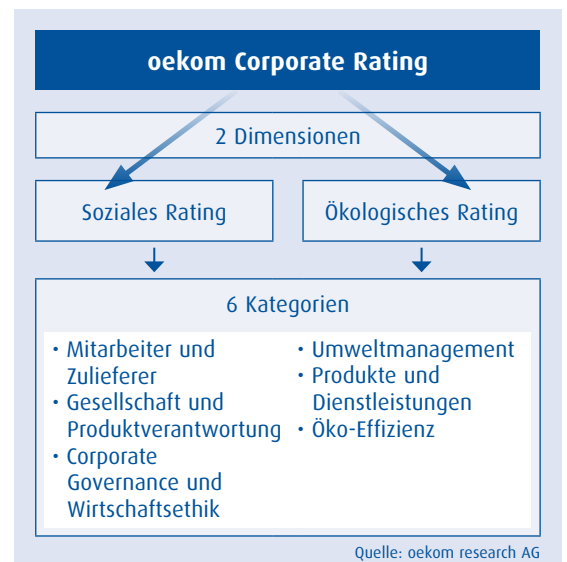 oekom Corporate Rating
2 Dimensionen
Soziales Rating
Ökologisches Rating
6 Kategorien
· Mitarbeiter und
Zulieferer
· Gesellschaft und
Produktverantwortung
· Corporate
Governance und
Wirtschaftsethik
· Umweltmanagement
· Produkte und
Dienstleistungen
· Öko-Effizienz
Quelle: oekom research AG